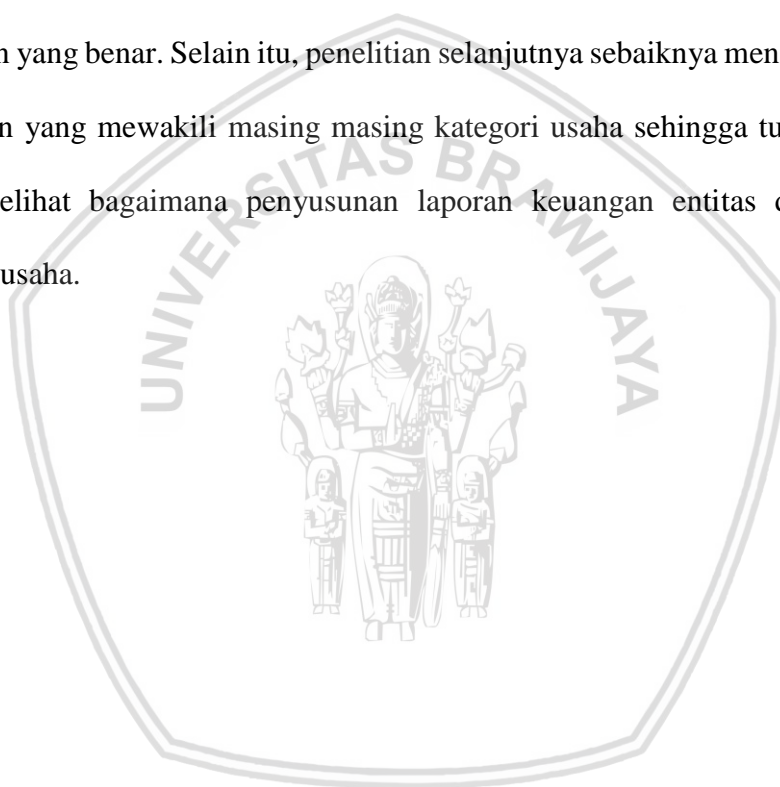 n yang benar. Selain itu, penelitian selanjutnya sebaiknya men
n yang mewakili masing masing kategori usaha sehingga tu
elihat bagaimana penyusunan laporan keuangan entitas d
usaha.
UNIVERSITAS BRAWIJAYA